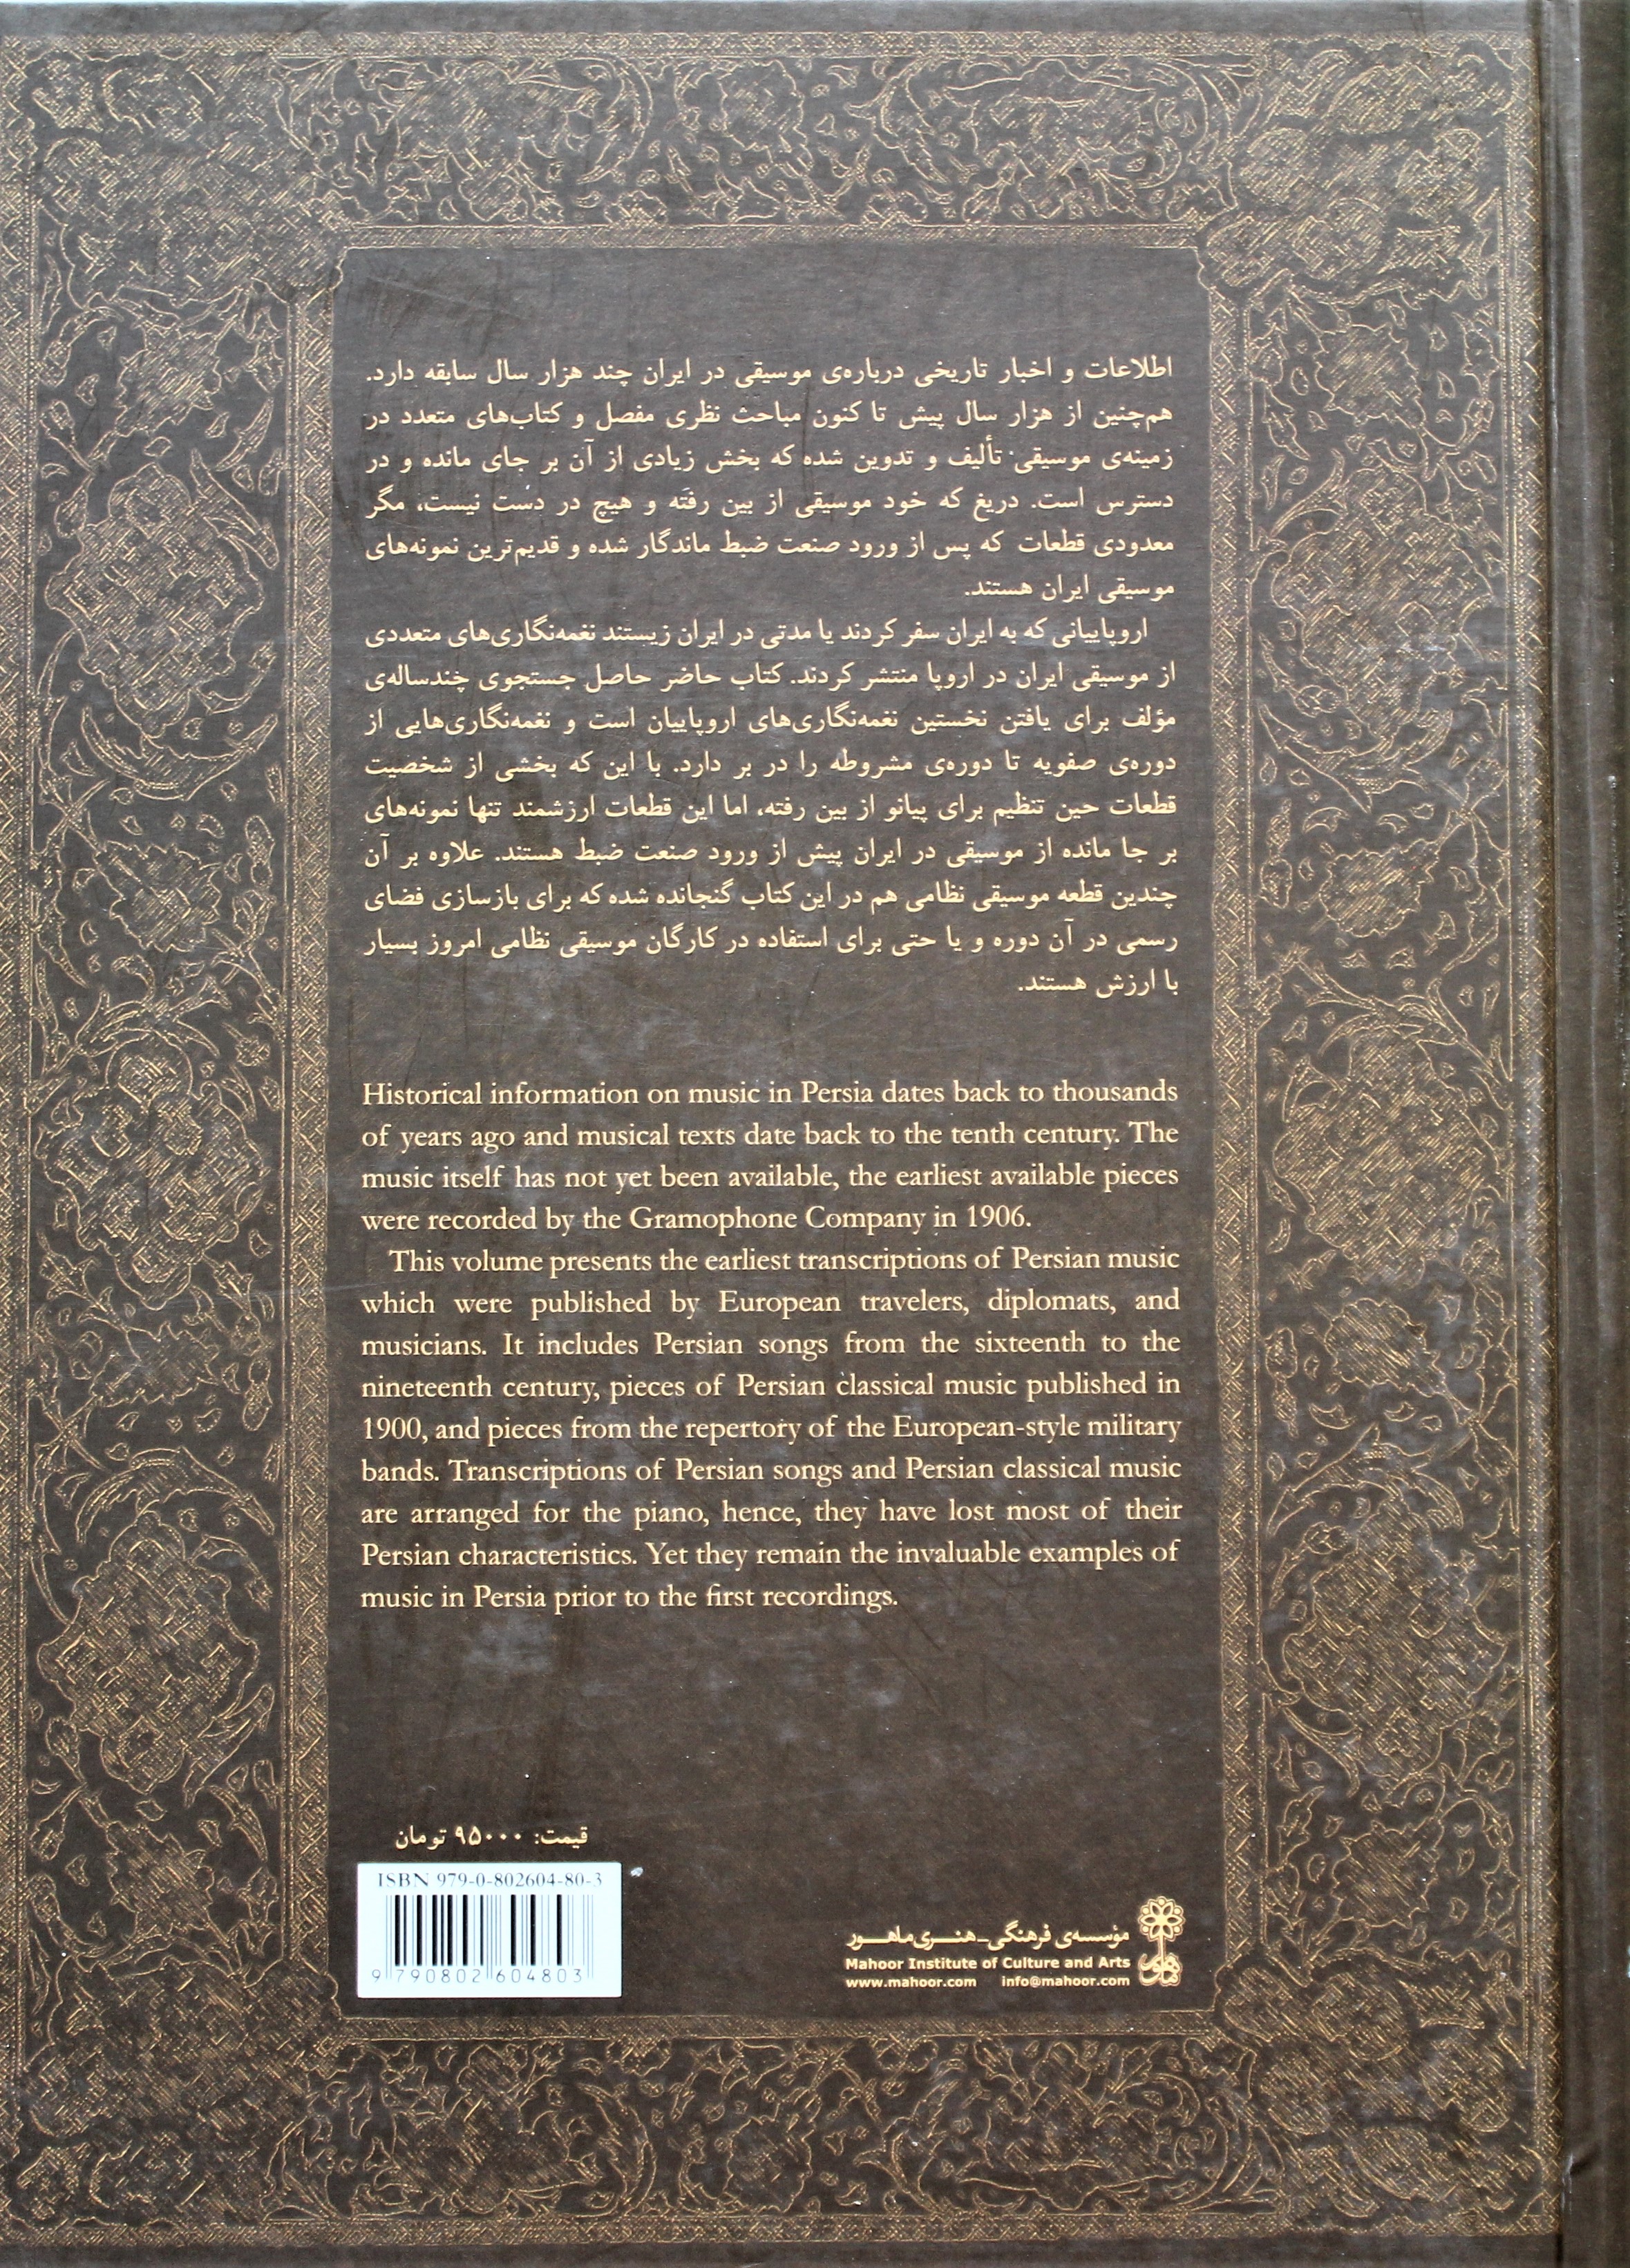 اطلاعات و اخبار تاریخی درباره‌ی موسیقی در ایران چند هزار سال سابقه دارد.
هم‌چنین از هزار سال پیش تا کنون مباحث نظری مفصل و کتاب‌های متعدد در
زمینه‌ی موسیقی تألیف و تدوین شده که بخش زیادی از آن بر جای مانده و در
دسترس است. دریغ که خود موسیقی از بین رفته و هیچ در دست نیست، مگر
معدودی قطعات که پس از ورود صنعت ضبط ماندگار شده و قدیم‌ترین نمونه‌های
موسیقی ایران هستند.
اروپاییانی که به ایران سفر کردند یا مدتی در ایران زیستند نغمه‌نگاری‌های متعددی
از موسیقی ایران در اروپا منتشر کردند. کتاب حاضر حاصل جستجوی چندساله‌ی
مؤلف برای یافتن نخستین نغمه‌نگاری‌های اروپاییان است و نغمه‌نگاری‌هایی از
دوره‌ی صفویه تا دوره‌ی مشروطه را در بر دارد. با این که بخشی از شخصیت
قطعات حین تنظیم برای پیانو از بین رفته، اما این قطعات ارزشمند تنها نمونه‌های
بر جا مانده از موسیقی در ایران پیش از ورود صنعت ضبط هستند. علاوه بر آن
چندین قطعه موسیقی نظامی هم در این کتاب گنجانده شده که برای بازسازی فضای
رسمی در آن دوره و یا حتی برای استفاده در کارگان موسیقی نظامی امروز بسیار
با ارزش هستند.
Historical information on music in Persia dates back to thousands
of years ago and musical texts date back to the tenth century. The
music itself has not yet been available, the earliest available pieces
were recorded by the Gramophone Company in 1906.
This volume presents the earliest transcriptions of Persian music
which were published by European travelers, diplomats, and
musicians. It includes Persian songs from the sixteenth to the
nineteenth century, pieces of Persian classical music published in
1900, and pieces from the repertory of the European-style military
bands. Transcriptions of Persian songs and Persian classical music
are arranged for the piano, hence, they have lost most of their
Persian characteristics. Yet they remain the invaluable examples of
music in Persia prior to the first recordings.
قیمت: ۹۵۰۰۰ تومان
ISBN 979-0-802604-80-3
9 790802 604803
مؤسسه‌ی فرهنگی_هنری ماهور
Mahoor Institute of Culture and Arts
www.mahoor.com info@mahoor.com
ماهور